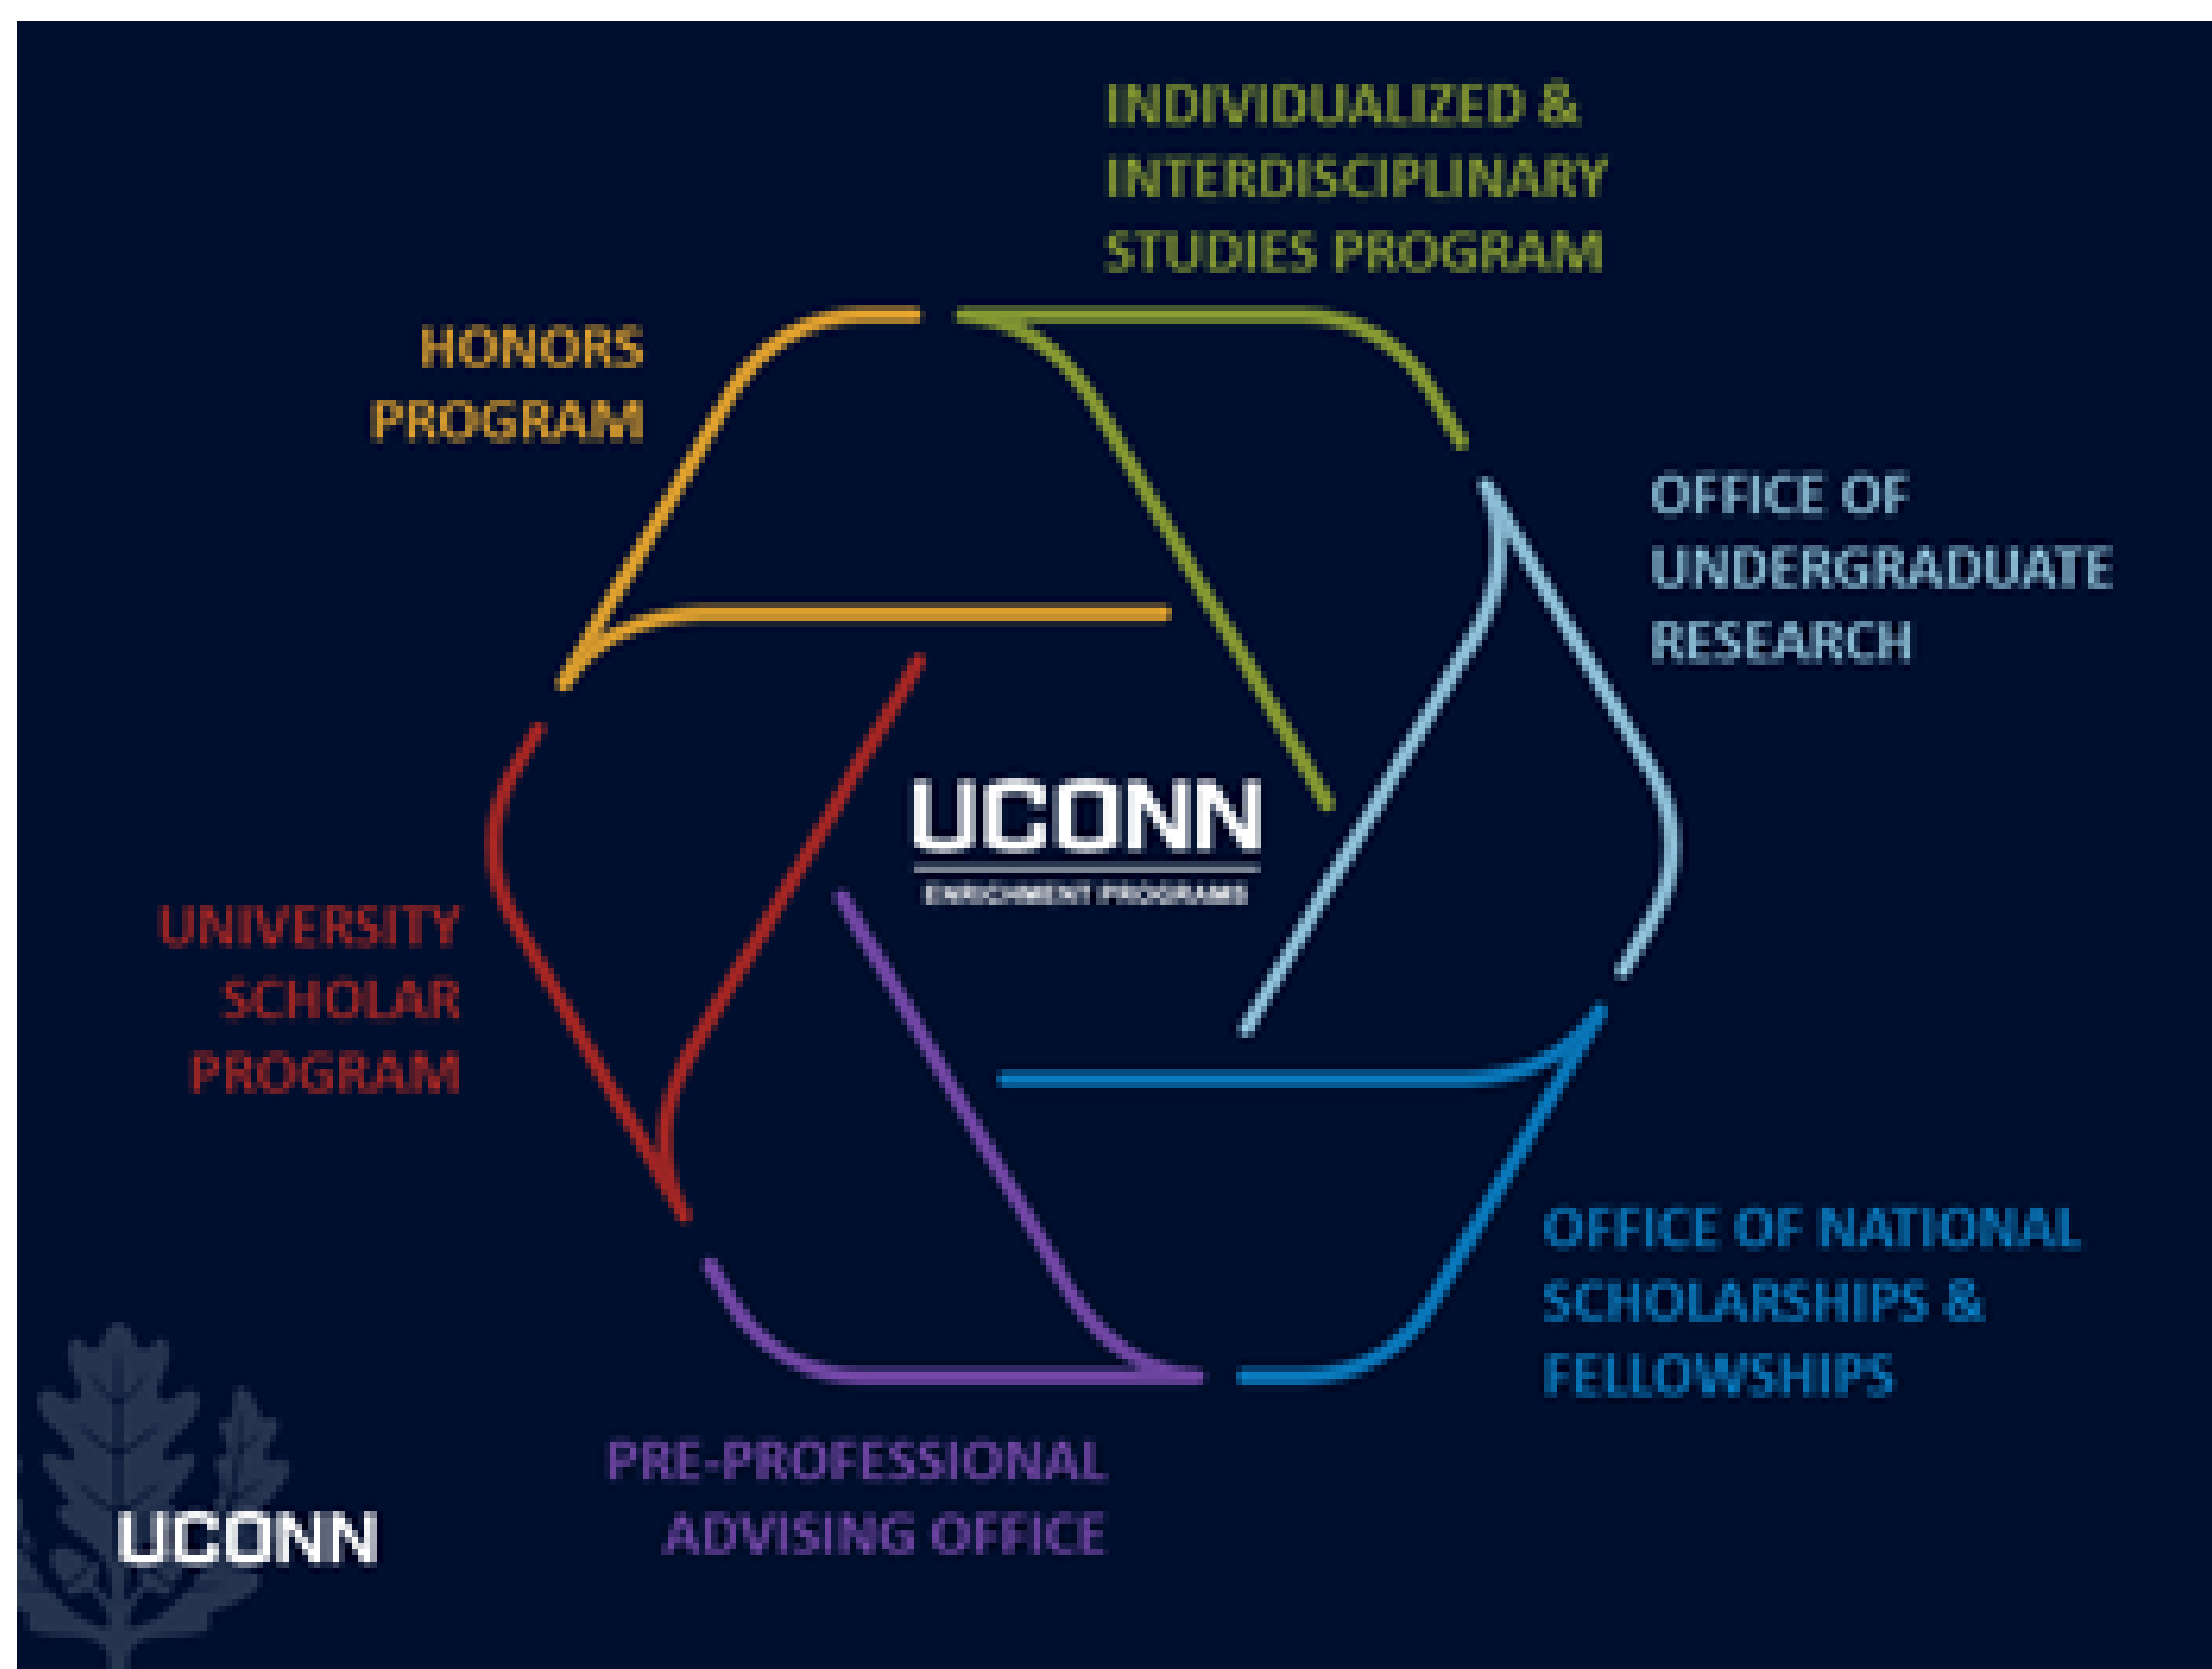 INDIVIDUALIZED &
INTERDISCIPLINARY
STUDIES PROGRAM
HONORS
PROGRAM
OFFICE OF
UNDERGRADUATE
RESEARCH
UCONN
ENRICHMENT PROGRAMS
UNIVERSITY
SCHOLAR
PROGRAM
OFFICE OF NATIONAL
SCHOLARSHIPS &
FELLOWSHIPS
PRE-PROFESSIONAL
ADVISING OFFICE
UCONN